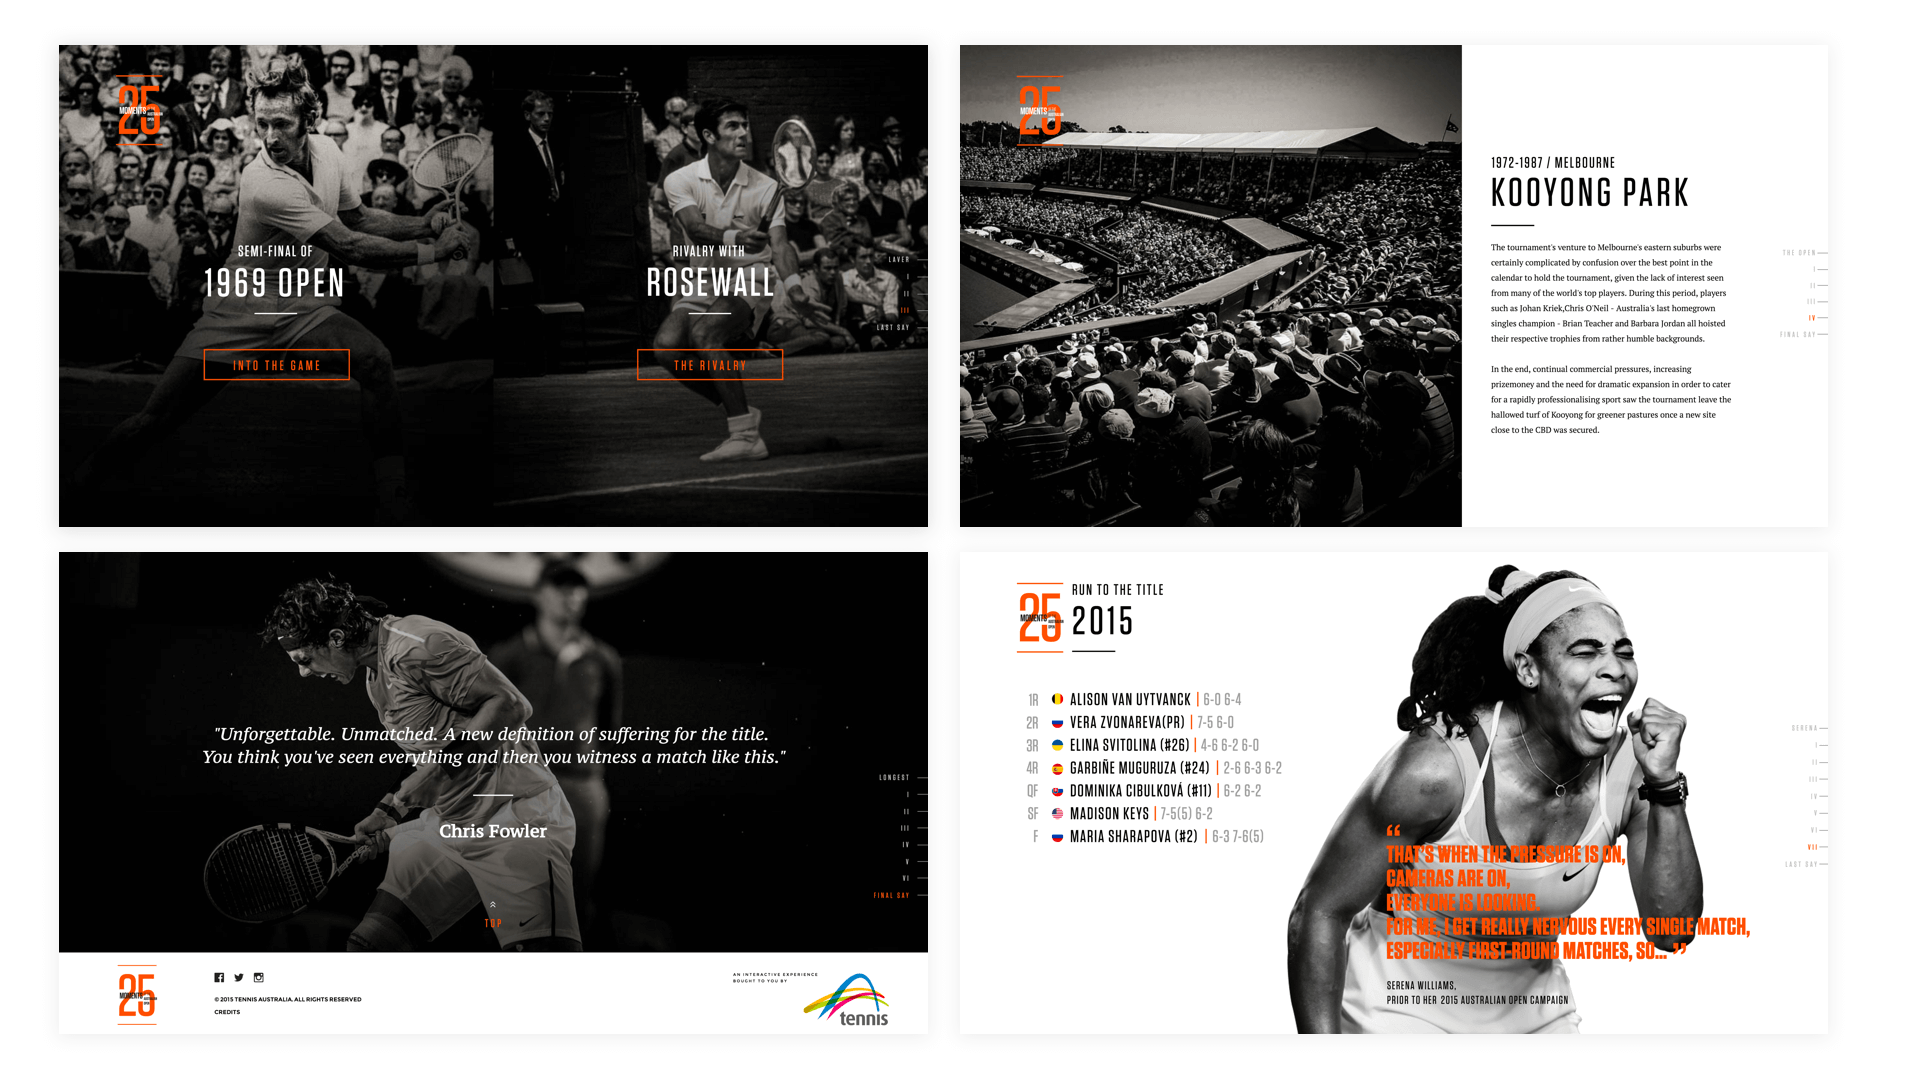 25
MOMENTS
SEMI-FINAL OF
1969 OPEN
INTO THE GAME
RIVALRY WITH
ROSEWALL
THE RIVALRY
LAVER
I
II
III
LAST SAY
25
MOMENTS
1972-1987 / MELBOURNE
KOOYONG PARK
The tournament's venture to Melbourne's eastern suburbs were
certainly complicated by confusion over the best point in the
calendar to hold the tournament, given the lack of interest seen
from many of the world's top players. During this period, players
such as Johan Kriek,Chris O'Neil - Australia's last homegrown
singles champion - Brian Teacher and Barbara Jordan all hoisted
their respective trophies from rather humble backgrounds.
In the end, continual commercial pressures, increasing
prizemoney and the need for dramatic expansion in order to cater
for a rapidly professionalising sport saw the tournament leave the
hallowed turf of Kooyong for greener pastures once a new site
close to the CBD was secured.
THE OPEN
I
II
III
IV
FINAL SAY
"Unforgettable. Unmatched. A new definition of suffering for the title.
You think you've seen everything and then you witness a match like this."
Chris Fowler
TOP
LONGEST
I
II
III
IV
V
VI
FINAL SAY
25
MOMENTS
© 2015 TENNIS AUSTRALIA. ALL RIGHTS RESERVED
CREDITS
AN INTERACTIVE EXPERIENCE
BOUGHT TO YOU BY
tennis
25
MOMENTS
RUN TO THE TITLE
2015
1R ALISON VAN UYTVANCK | 6-0 6-4
2R VERA ZVONAREVA(PR) | 7-5 6-0
3R ELINA SVITOLINA (#26) | 4-6 6-2 6-0
4R GARBIÑE MUGURUZA (#24) | 2-6 6-3 6-2
QF DOMINIKA CIBULKOVÁ (#11) | 6-2 6-2
SF MADISON KEYS | 7-5(5) 6-2
F MARIA SHARAPOVA (#2) | 6-3 7-6(5)
“
THAT'S WHEN THE PRESSURE IS ON,
CAMERAS ARE ON,
EVERYONE IS LOOKING.
FOR ME, I GET REALLY NERVOUS EVERY SINGLE MATCH,
ESPECIALLY FIRST-ROUND MATCHES, SO... ”
SERENA WILLIAMS,
PRIOR TO HER 2015 AUSTRALIAN OPEN CAMPAIGN
SERENA
I
II
III
IV
V
VI
VII
LAST SAY